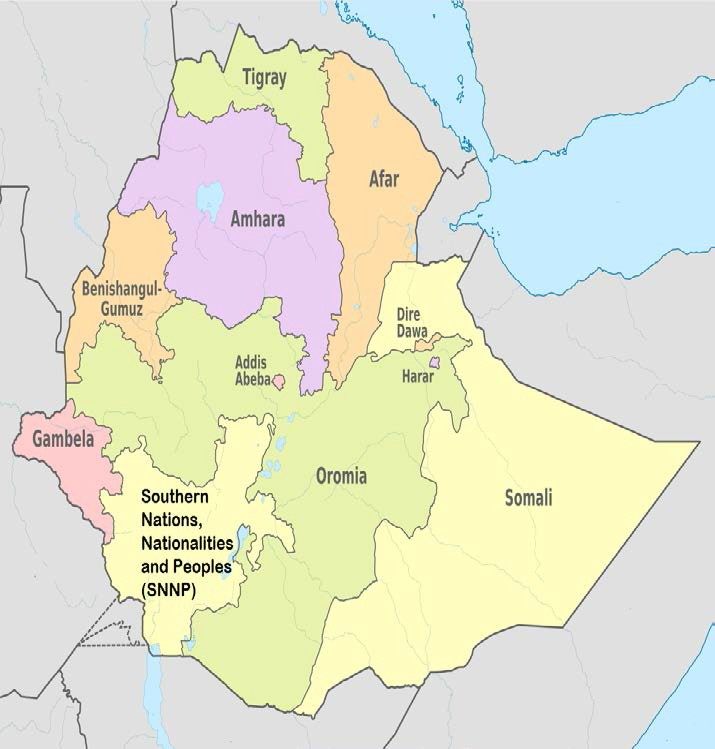 Tigray
Afar
Amhara
Benishangul-
Gumuz
Dire
Dawa
Addis
Abeba
Harar
Gambela
Oromia
Somali
Southern
Nations,
Nationalities
and Peoples
(SNNP)